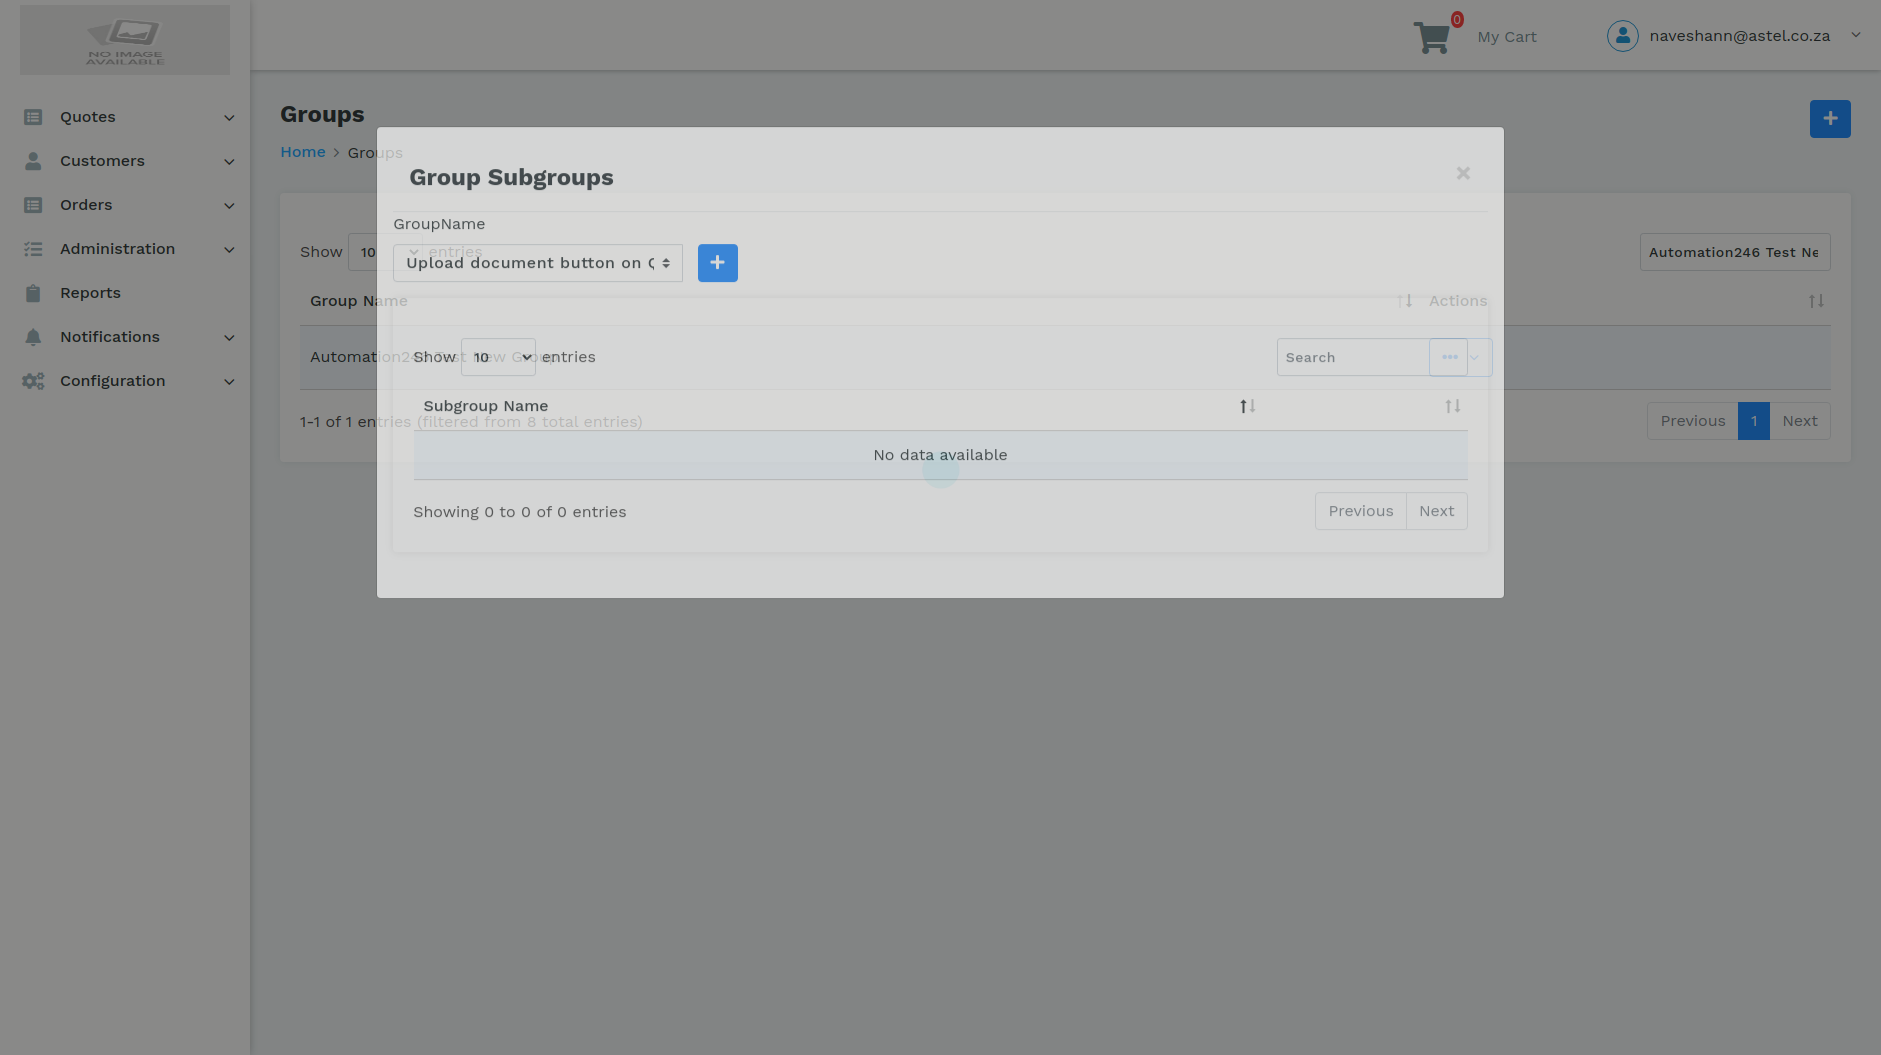 NO IMAGE
AVAILABLE
0
My Cart
naveshann@astel.co.za
Quotes
Customers
Orders
Administration
Reports
Notifications
Configuration
Groups
Home > Groups
Show 10 entries
Automation246 Test Ne
Group Name
Actions
Automation246 Test New Group
1-1 of 1 entries (filtered from 8 total entries)
Previous 1 Next
Group Subgroups
×
GroupName
Upload document button on Q
Show 10 entries
Search
Subgroup Name
No data available
Showing 0 to 0 of 0 entries
Previous Next